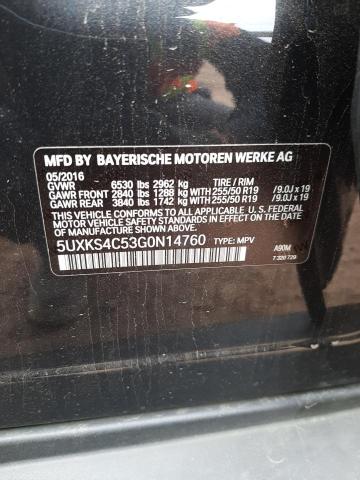 MFD BY BAYERISCHE MOTOREN WERKE AG
05/2016 TIRE / RIM
GVWR 6530 lbs 2962 kg
GAWR FRONT 2840 lbs 1288 kg WITH 255/50 R19 /9.0J x 19
GAWR REAR 3840 lbs 1742 kg WITH 255/50 R19 /9.0J x 19
THIS VEHICLE CONFORMS TO ALL APPLICABLE U.S. FEDERAL
MOTOR VEHICLE SAFETY STANDARDS IN EFFECT ON THE
DATE OF MANUFACTURE SHOWN ABOVE.
5UXKS4C53G0N14760 TYPE: MPV A90M
7 320 729